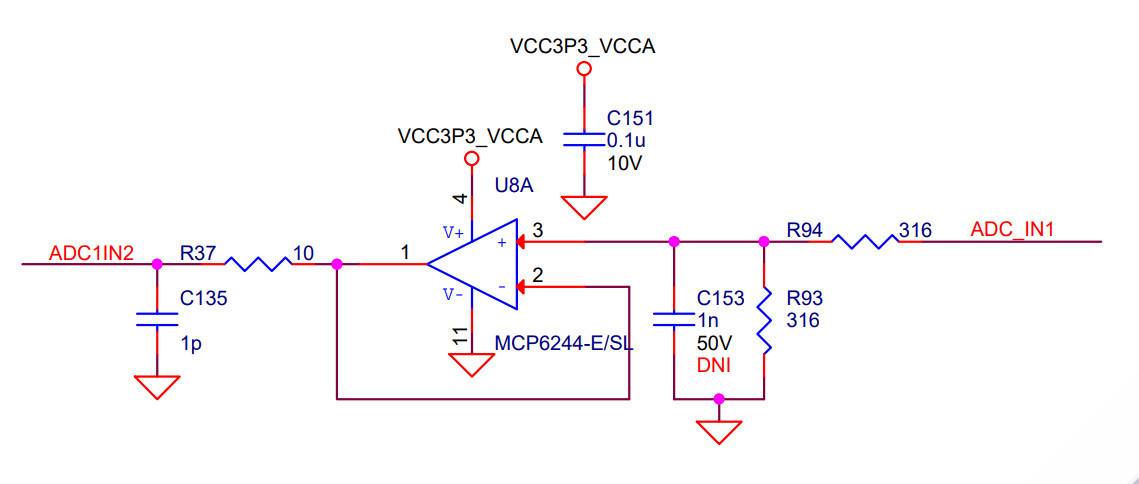 VCC3P3_VCCA
C151
0.1u
10V
VCC3P3_VCCA
4
U8A
V+
+
3
1
2
-
V-
11
MCP6244-E/SL
ADC1IN2
R37
10
C135
1p
R94
316
ADC_IN1
C153
1n
50V
DNI
R93
316